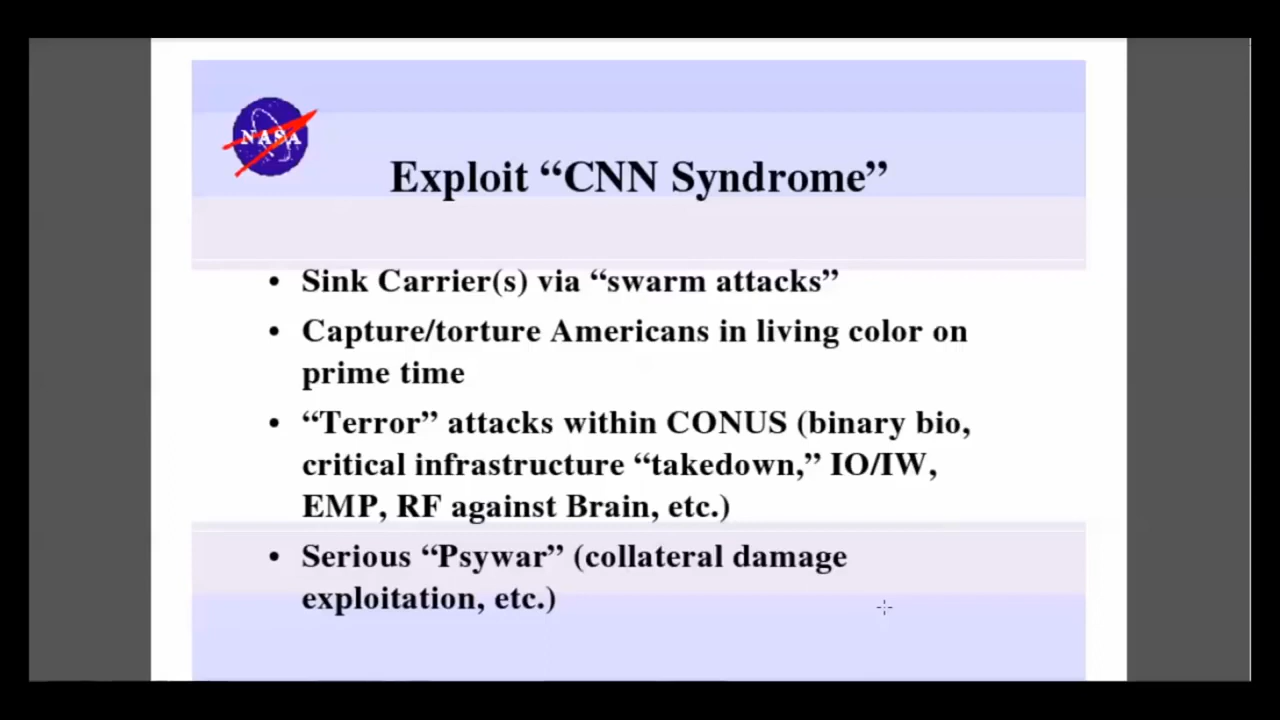 NASA
Exploit “CNN Syndrome”
• Sink Carrier(s) via “swarm attacks”
• Capture/torture Americans in living color on
prime time
• “Terror” attacks within CONUS (binary bio,
critical infrastructure “takedown,” IO/IW,
EMP, RF against Brain, etc.)
• Serious “Psywar” (collateral damage
exploitation, etc.)